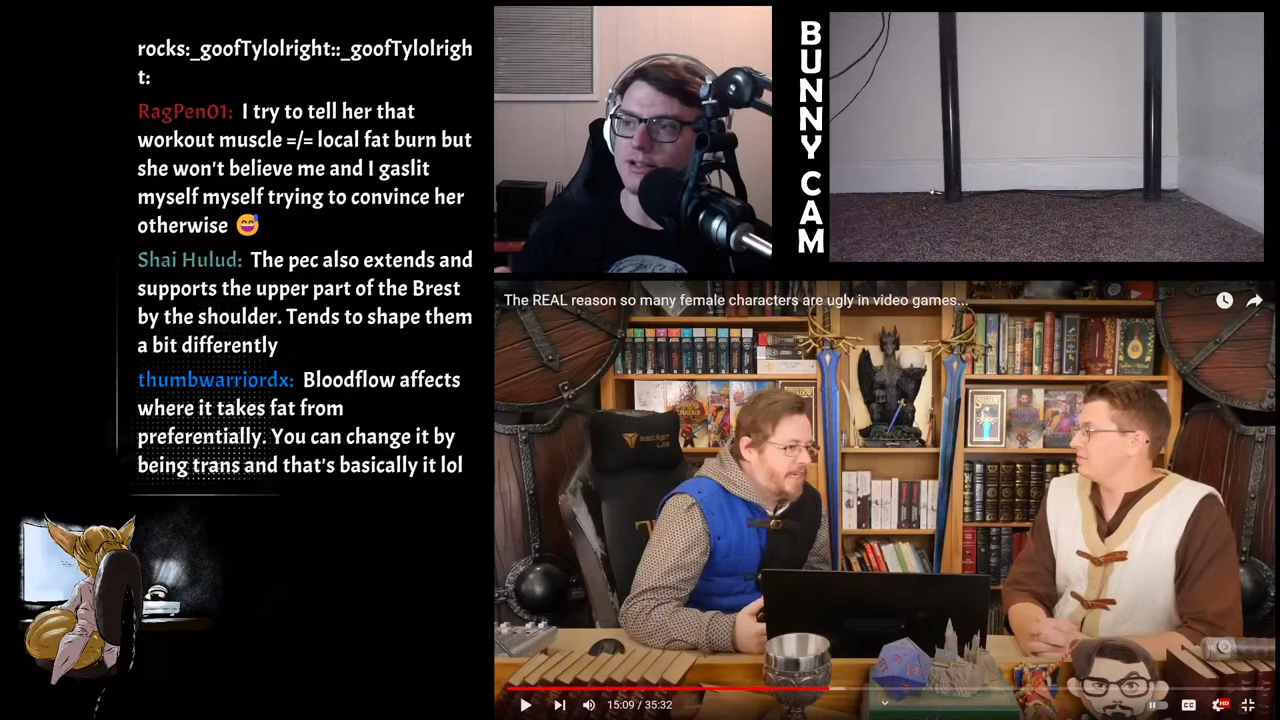 rocks:_goofTylolright::_goofTylolrigh
t:
RagPen01: I try to tell her that
workout muscle =/= local fat burn but
she won't believe me and I gaslit
myself myself trying to convince her
otherwise 😅
Shai Hulud: The pec also extends and
supports the upper part of the Brest
by the shoulder. Tends to shape them
a bit differently
thumbwarriordx: Bloodflow affects
where it takes fat from
preferentially. You can change it by
being trans and that's basically it lol
BUNNY CAM
The REAL reason so many female characters are ugly in video games...
SECRET
LAB
15:09 / 35:32
CC
HD